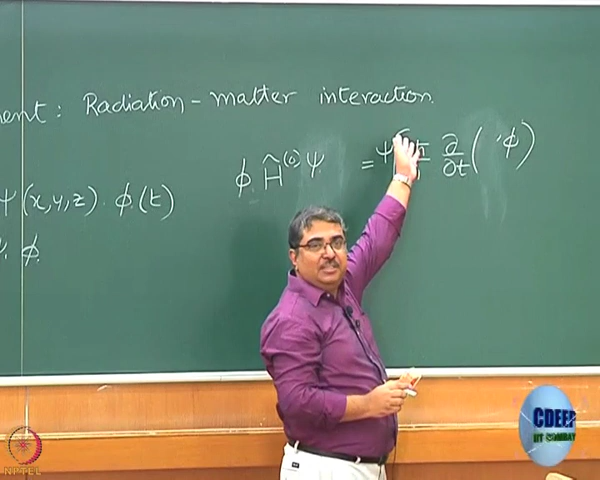 ment: Radiation-matter interaction.
φ Ĥ⁽⁰⁾ ψ = ψ ħ ∂/∂t ( φ)
ψ(x,y,z) . φ(t)
ψ. φ.
CDEEP
IIT BOMBAY
NPTEL